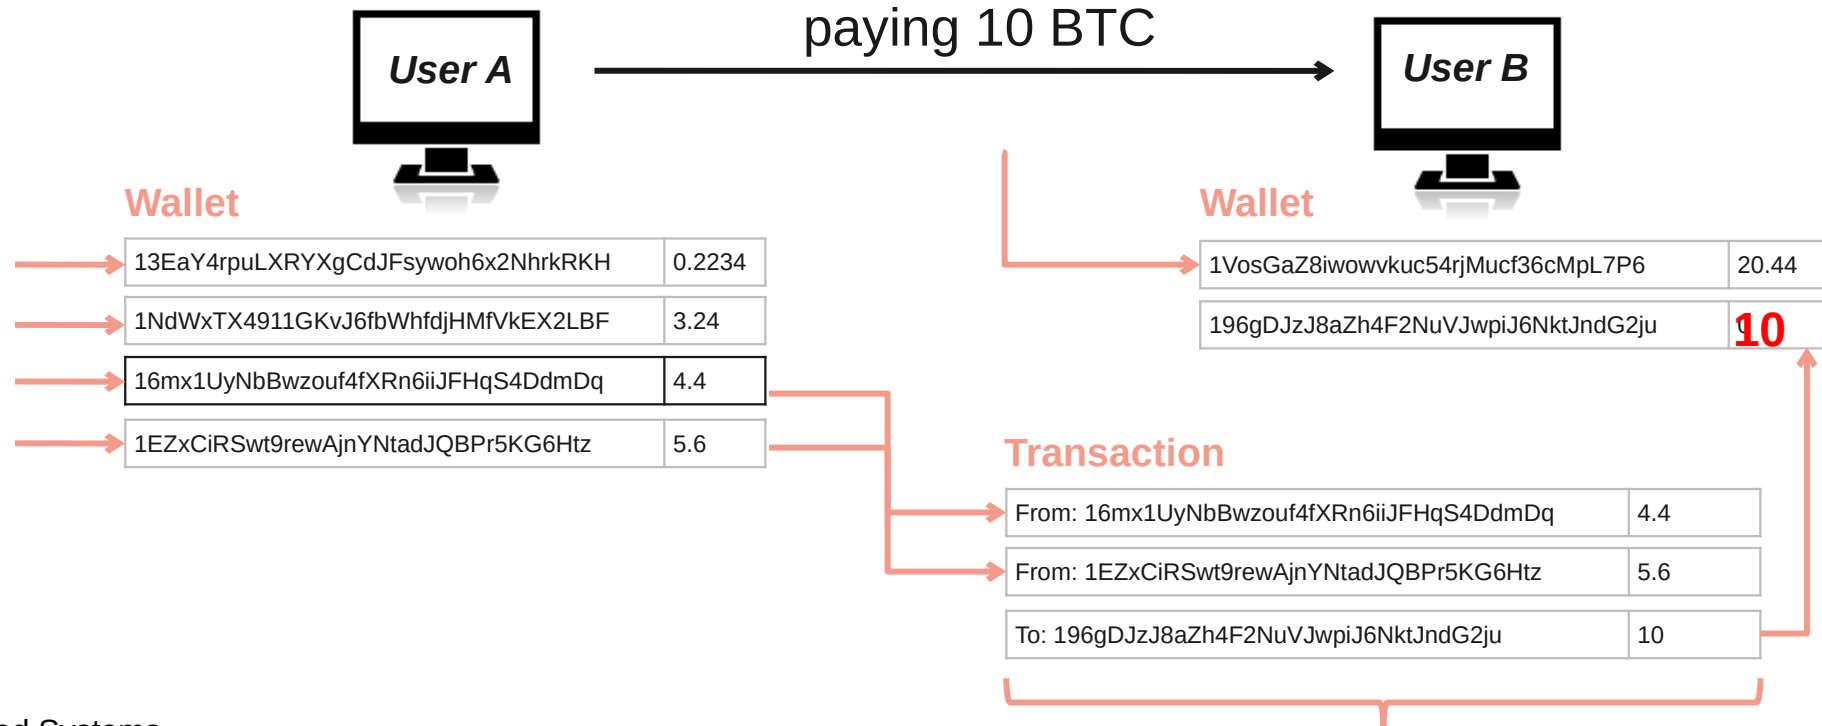 paying 10 BTC
User A
User B
Wallet
13EaY4rpuLXRYXgCdJFsywoh6x2NhrkRKH 0.2234
1NdWxTX4911GKvJ6fbWhfdjHMfVkEX2LBF 3.24
16mx1UyNbBwzouf4fXRn6iiJFHqS4DdmDq 4.4
1EZxCiRSwt9rewAjnYNtadJQBPr5KG6Htz 5.6
Wallet
1VosGaZ8iwowvkuc54rjMucf36cMpL7P6 20.44
196gDJzJ8aZh4F2NuVJwpiJ6NktJndG2ju 10
Transaction
From: 16mx1UyNbBwzouf4fXRn6iiJFHqS4DdmDq 4.4
From: 1EZxCiRSwt9rewAjnYNtadJQBPr5KG6Htz 5.6
To: 196gDJzJ8aZh4F2NuVJwpiJ6NktJndG2ju 10